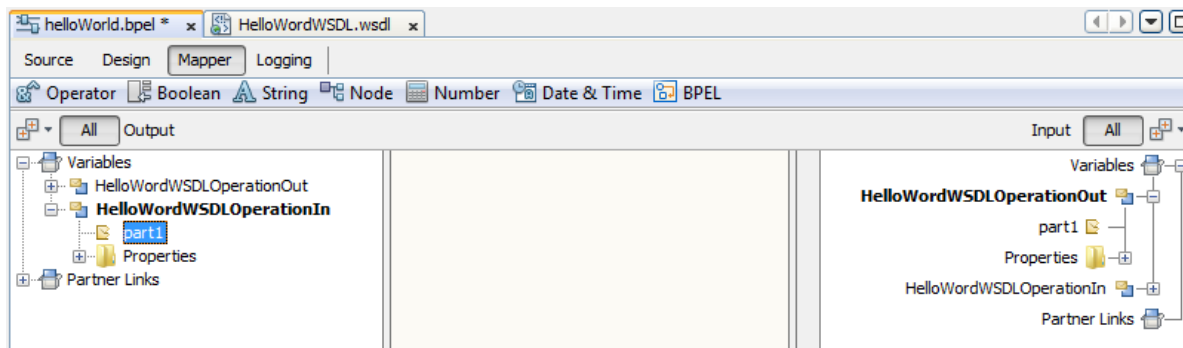 helloWorld.bpel * x HelloWordWSDL.wsdl x
Source Design Mapper Logging
Operator Boolean String Node Number Date & Time BPEL
All Output Input All
Variables Variables
HelloWordWSDLOperationOut HelloWordWSDLOperationOut
HelloWordWSDLOperationIn part1
part1 Properties
Properties HelloWordWSDLOperationIn
Partner Links Partner Links